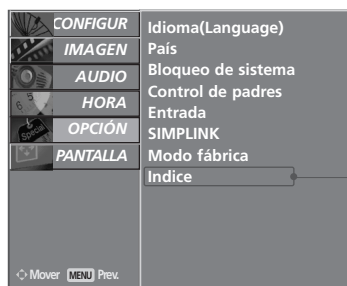 CONFIGUR
IMAGEN
AUDIO
HORA
OPCIÓN
PANTALLA
Idioma(Language)
País
Bloqueo de sistema
Control de padres
Entrada
SIMPLINK
Modo fábrica
Indice
Mover MENU Prev.